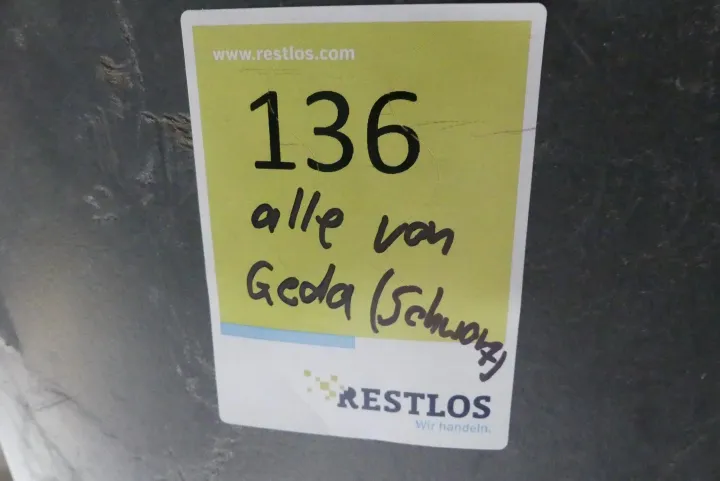 www.restlos.com
136
alle von
Geda (Schwarz)
RESTLOS
Wir handeln.